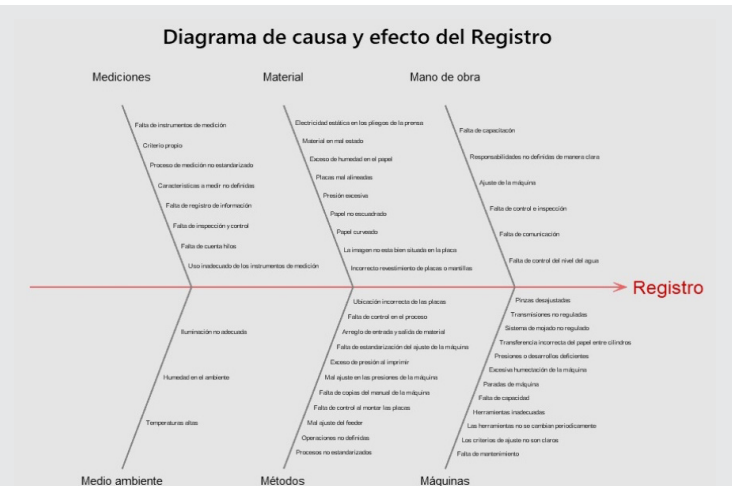 Diagrama de causa y efecto del Registro
Mediciones
Material
Mano de obra
Falta de instrumentos de medición
Criterio propio
Proceso de medición no estandarizado
Características a medir no definidas
Falta de registro de información
Falta de inspección y control
Falta de cuenta hilos
Uso inadecuado de los instrumentos de medición
Electricidad estática en los pliegos de la prensa
Material en mal estado
Exceso de humedad en el papel
Placas mal alineadas
Presión excesiva
Papel no escuadrado
Papel curveado
La imagen no esta bien situada en la placa
Incorrecto revestimiento de placas o mantillas
Falta de capacitacón
Responsabilidades no definidas de manera clara
Ajuste de la máquina
Falta de control e inspección
Falta de comunicación
Falta de control del nivel del agua
Registro
Iluminación no adecuada
Humedad en el ambiente
Temperaturas altas
Ubicación incorrecta de las placas
Falta de control en el proceso
Arreglo de entrada y salida de material
Falta de estandarización del ajuste de la máquina
Exceso de presión al imprimir
Mal ajuste en las presiones de la máquina
Falta de copias del manual de la máquina
Falta de control al montar las placas
Mal ajuste del feeder
Operaciones no definidas
Procesos no estandarizados
Pinzas desajustadas
Transmisiones no reguladas
Sistema de mojado no regulado
Transferencia incorrecta del papel entre cilindros
Presiones o desarrollos deficientes
Excesiva humectación de la máquina
Paradas de máquina
Falta de capacidad
Herramientas inadecuadas
Las herramientas no se cambian periodicamente
Los criterios de ajuste no son claros
Falta de mantenimiento
Medio ambiente
Métodos
Máquinas